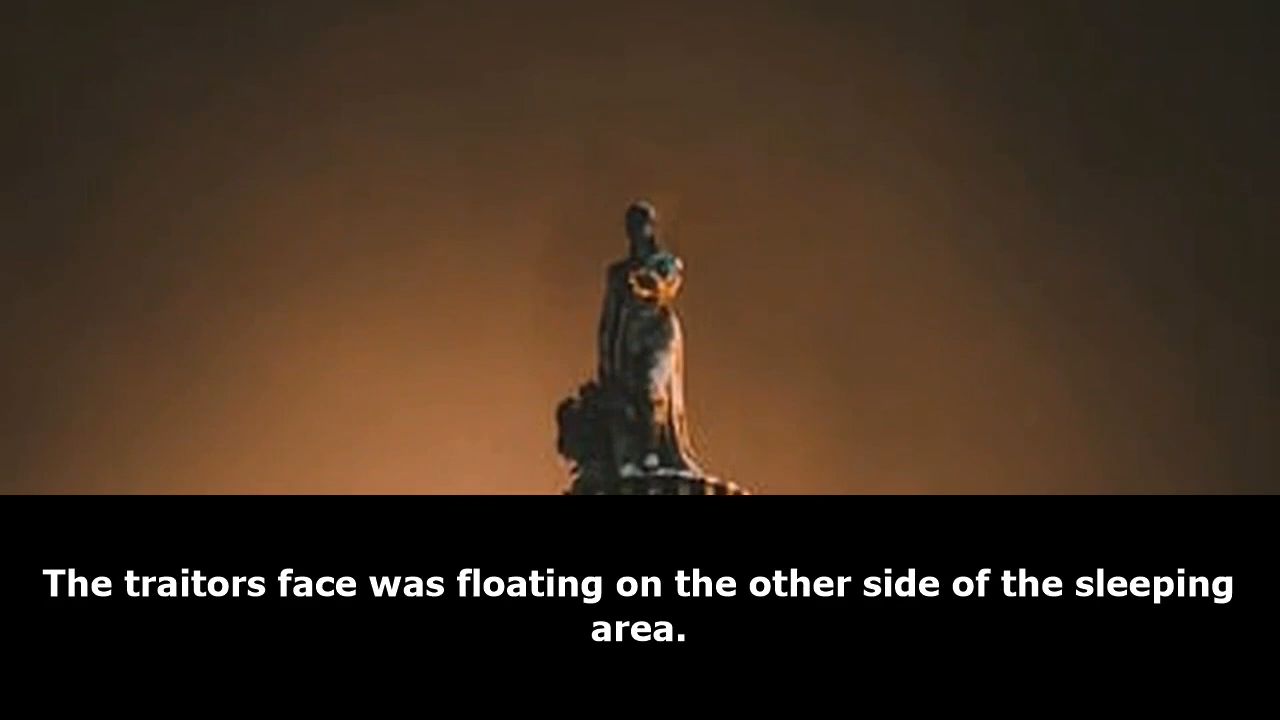 The traitors face was floating on the other side of the sleeping
area.